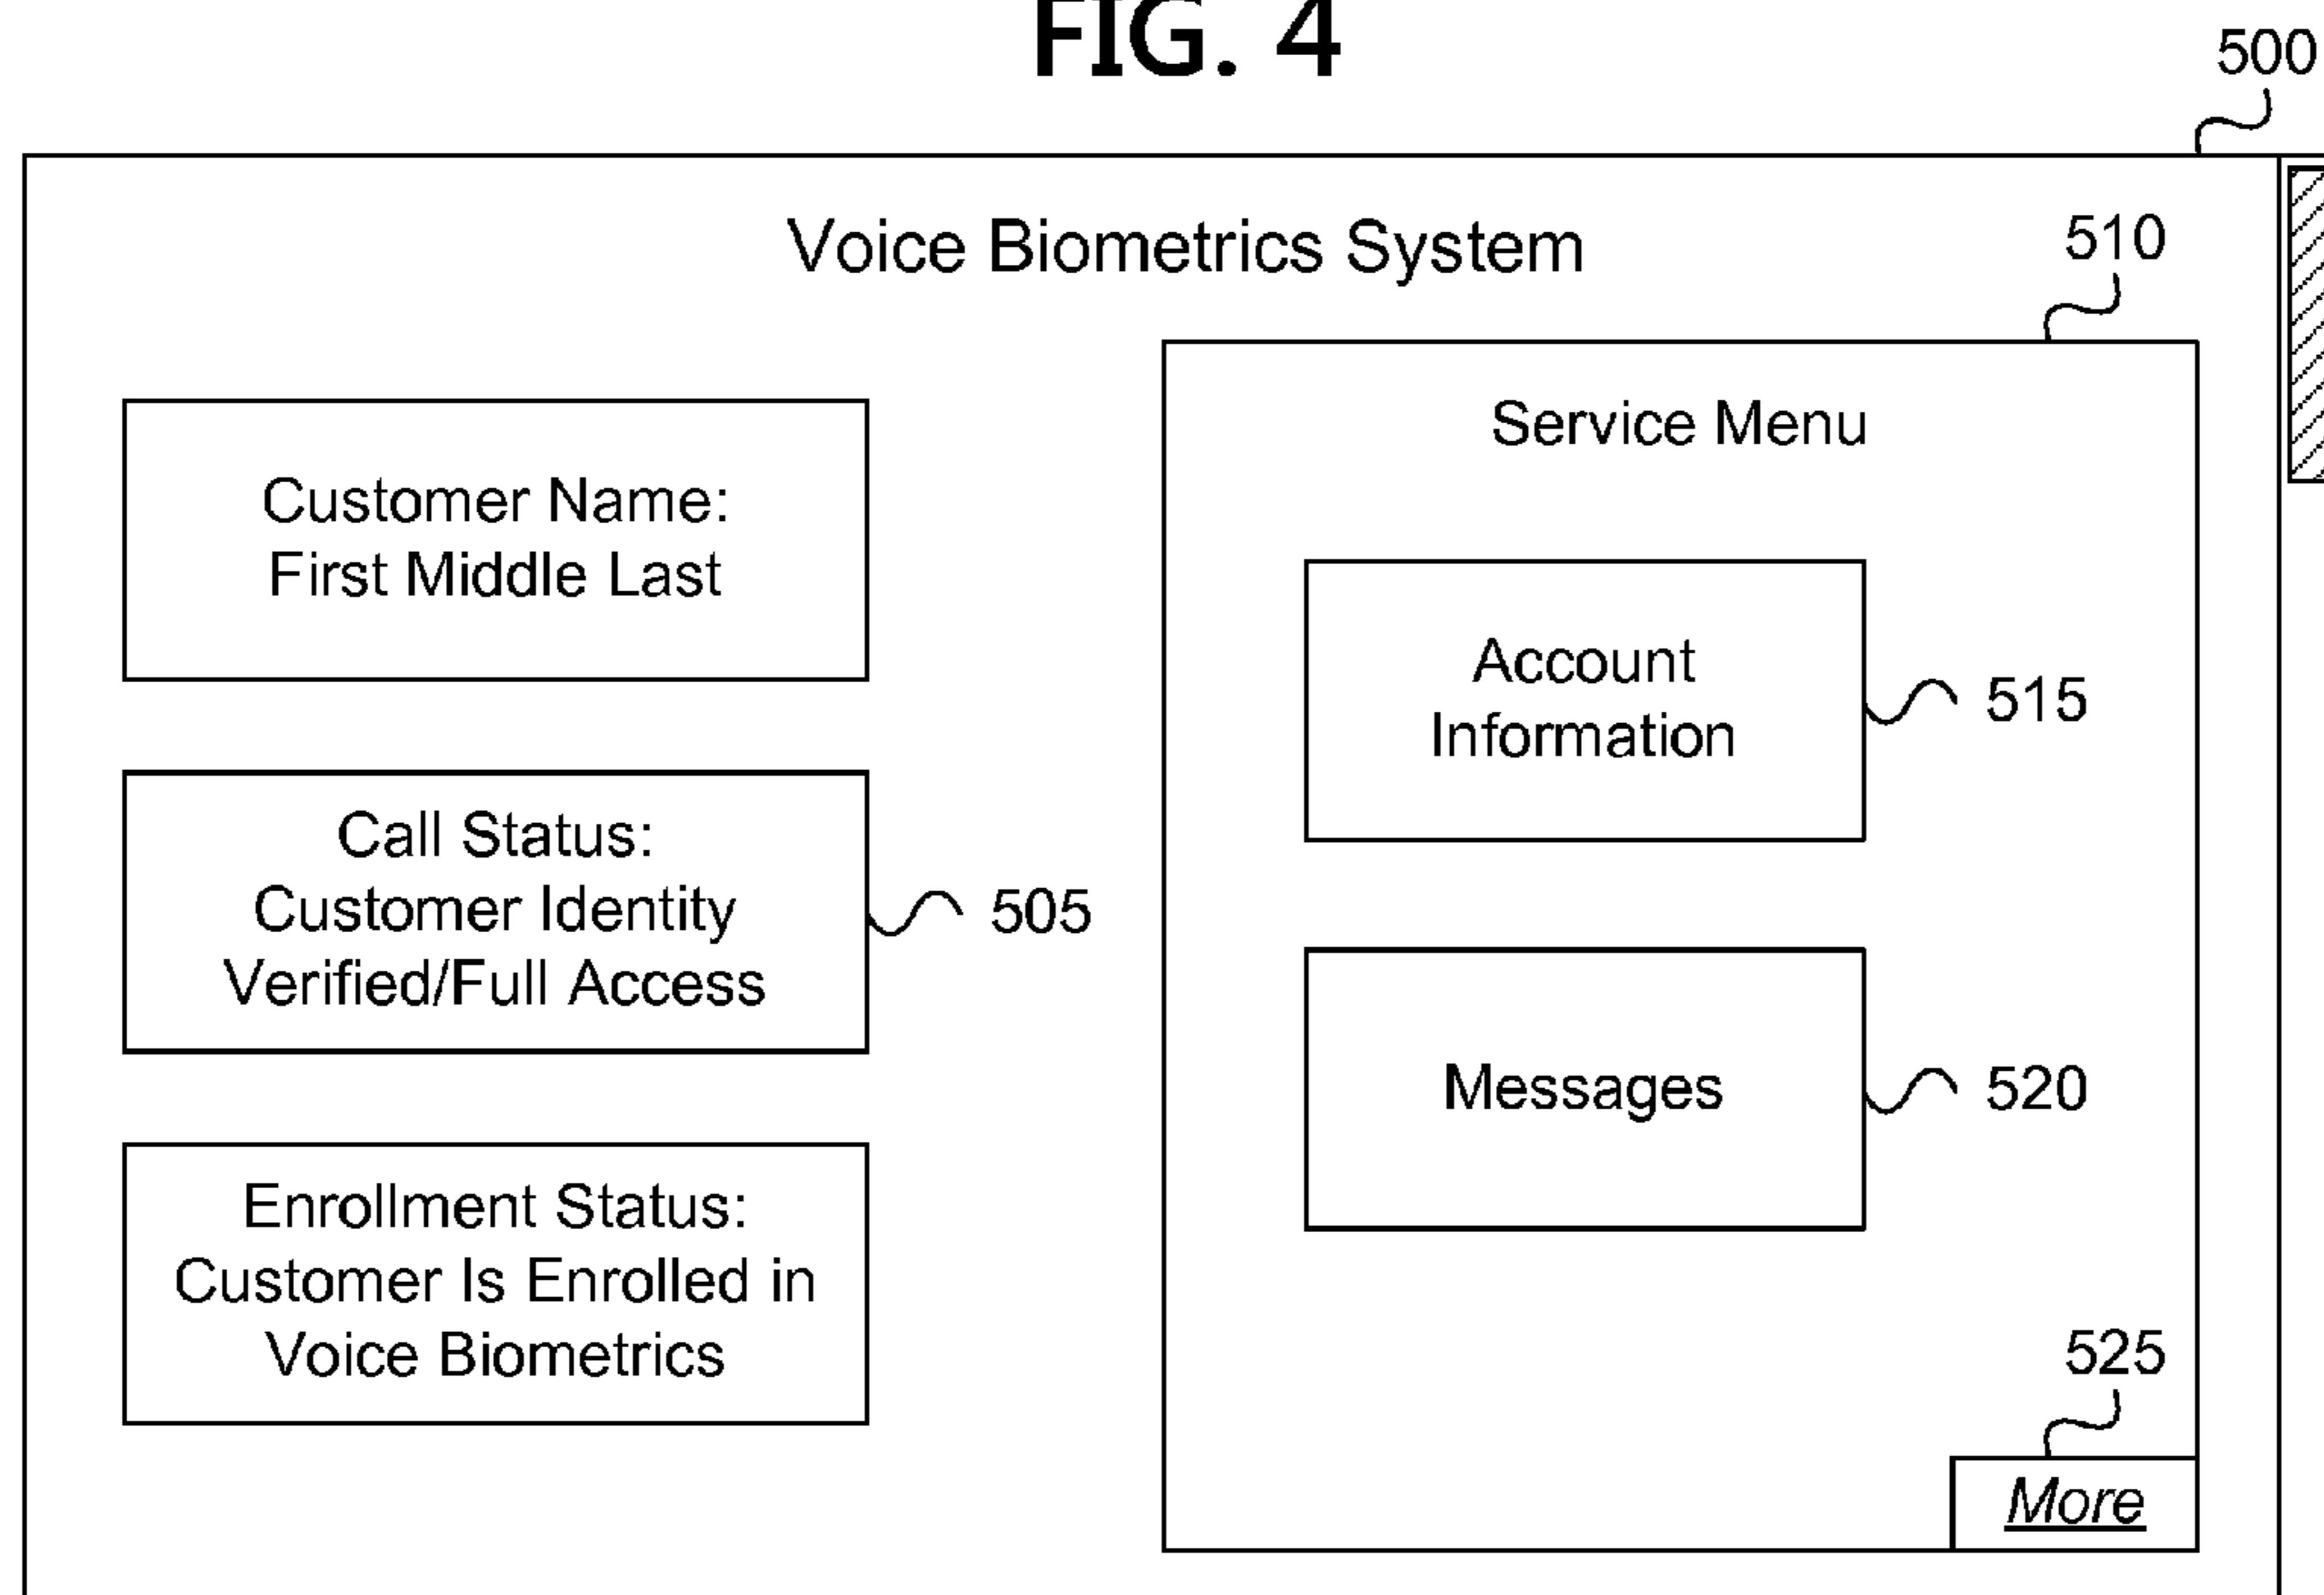 FIG. 4
500
Voice Biometrics System
510
Customer Name:
First Middle Last
Call Status:
Customer Identity
Verified/Full Access
505
Enrollment Status:
Customer Is Enrolled in
Voice Biometrics
Service Menu
Account
Information
515
Messages
520
525
More